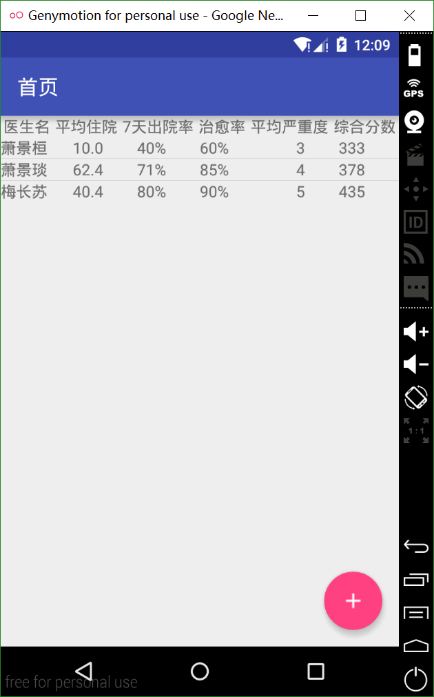 Genymotion for personal use - Google Ne...
12:09
GPS
首页
医生名 平均住院 7天出院率 治愈率 平均严重度 综合分数
萧景桓 10.0 40% 60% 3 333
萧景琰 62.4 71% 85% 4 378
梅长苏 40.4 80% 90% 5 435
ID
1:1
free for personal use